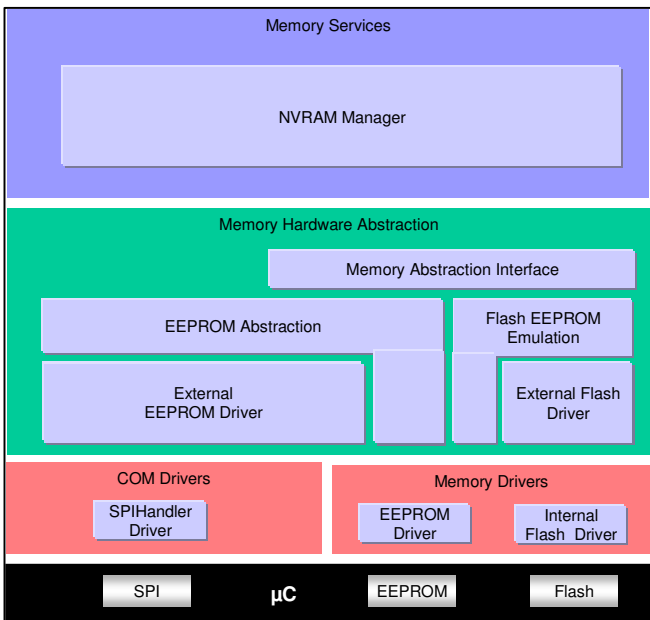 Memory Services
NVRAM Manager
Memory Hardware Abstraction
Memory Abstraction Interface
EEPROM Abstraction
Flash EEPROM
Emulation
External
EEPROM Driver
External Flash
Driver
COM Drivers
SPIHandler
Driver
Memory Drivers
EEPROM
Driver
Internal
Flash Driver
SPI
µC
EEPROM
Flash